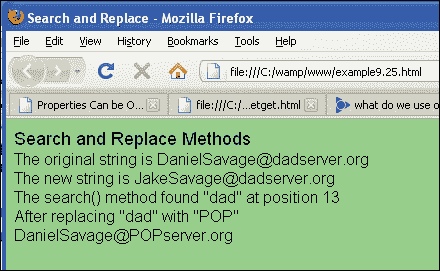 Search and Replace - Mozilla Firefox
File Edit View History Bookmarks Tools Help
file:///C:/wamp/www/example9.25.html
Properties Can be O... file:///C:/...etget.html what do we use o
Search and Replace Methods
The original string is DanielSavage@dadserver.org
The new string is JakeSavage@dadserver.org
The search() method found "dad" at position 13
After replacing "dad" with "POP"
DanielSavage@POPserver.org